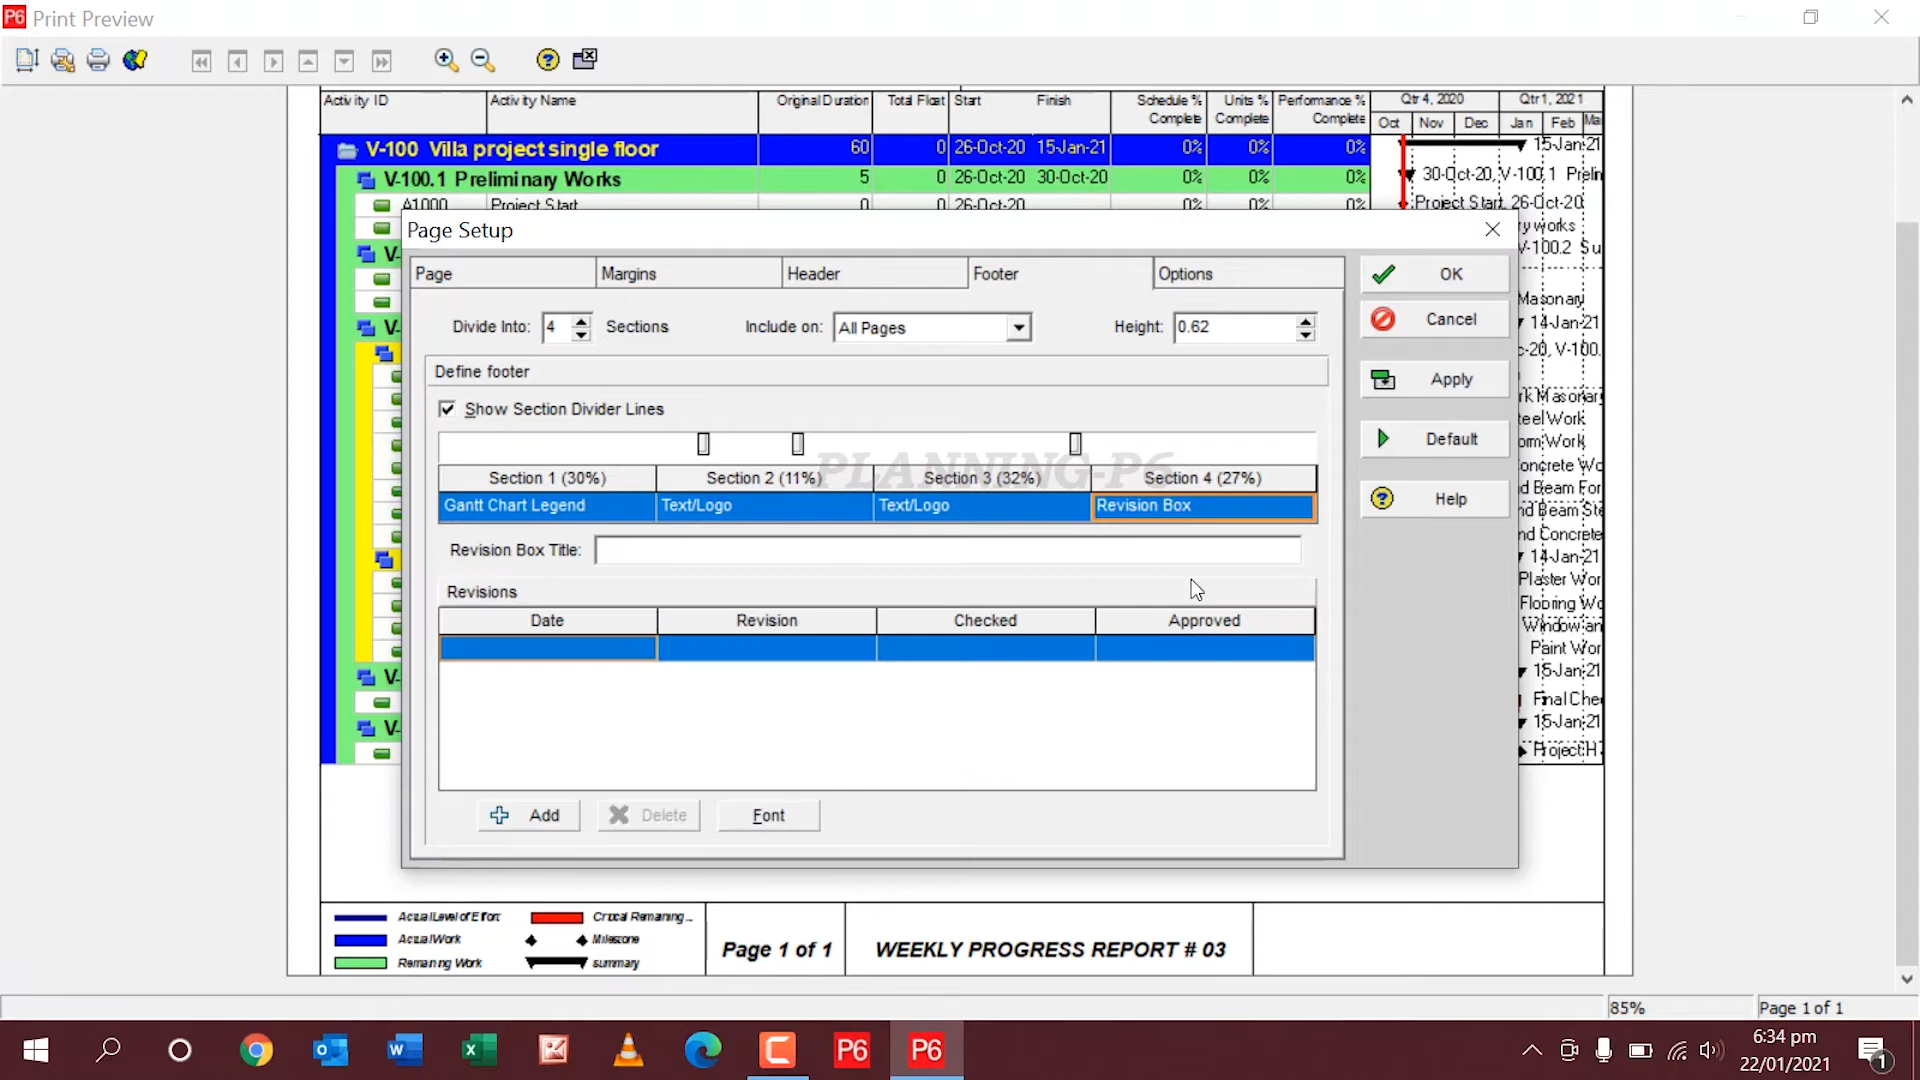 Print Preview
Activity ID
Activity Name
Original Duration
Total Float
Start
Finish
Schedule % Complete
Units % Complete
Performance % Complete
Qtr 4, 2020
Qtr 1, 2021
Oct
Nov
Dec
Jan
Feb
Ma
V-100 Villa project single floor
60
0
26-Oct-20
15-Jan-21
0%
0%
0%
15-Jan-21
V-100.1 Preliminary Works
5
0
26-Oct-20
30-Oct-20
0%
0%
0%
30-Oct-20, V-100.1 Prelin
A1000
Project Start
0
0
26-Oct-20
0%
0%
0%
Project Start, 26-Oct-20
y works
V-100.2 Su
Masonary
14-Jan-21
c-20, V-100.
rk Masonary
teel Work
orm Work
oncrete Wo
d Beam For
nd Beam Ste
nd Concrete
14-Jan-21
Plaster Wor
Flooring Wo
Window an
Paint Wor
15-Jan-21
Final Che
15-Jan-21
Project H
Page Setup
Page
Margins
Header
Footer
Options
Divide Into:
4
Sections
Include on:
All Pages
Height:
0.62
Define footer
Show Section Divider Lines
PLANNING-P6
Section 1 (30%)
Section 2 (11%)
Section 3 (32%)
Section 4 (27%)
Gantt Chart Legend
Text/Logo
Text/Logo
Revision Box
Revision Box Title:
Revisions
Date
Revision
Checked
Approved
Add
Delete
Font
OK
Cancel
Apply
Default
Help
Actual Level of Effort
Critical Remaining...
Actual Work
Milestone
Remaining Work
summary
Page 1 of 1
WEEKLY PROGRESS REPORT # 03
85%
Page 1 of 1
P6
P6
6:34 pm
22/01/2021
1